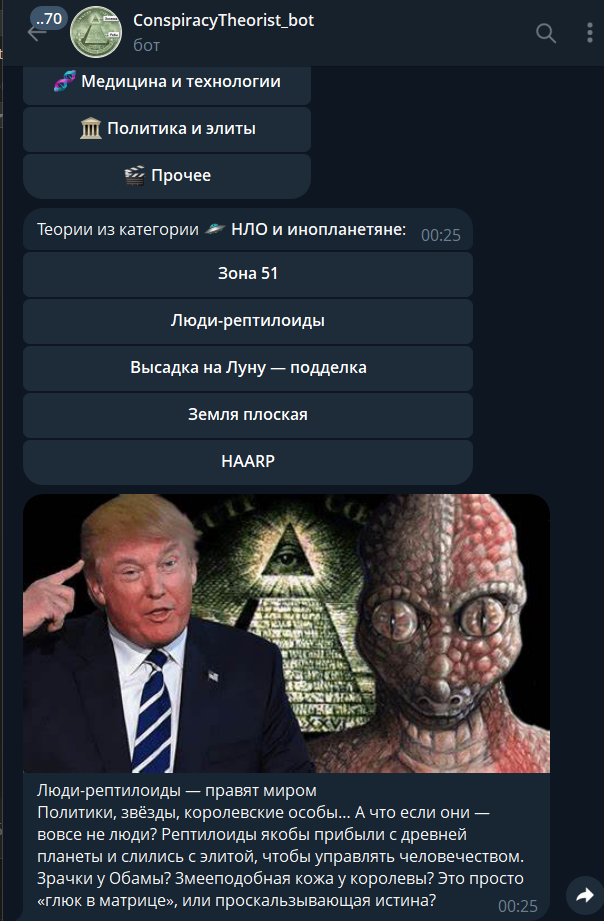 ..70
ConspiracyTheorist_bot
бот
🧬 Медицина и технологии
🏛 Политика и элиты
🎬 Прочее
Теории из категории 🛸 НЛО и инопланетяне:
00:25
Зона 51
Люди-рептилоиды
Высадка на Луну — подделка
Земля плоская
HAARP
Люди-рептилоиды — правят миром
Политики, звёзды, королевские особы... А что если они —
вовсе не люди? Рептилоиды якобы прибыли с древней
планеты и слились с элитой, чтобы управлять человечеством.
Зрачки у Обамы? Змееподобная кожа у королевы? Это просто
«глюк в матрице», или проскальзывающая истина?
00:25